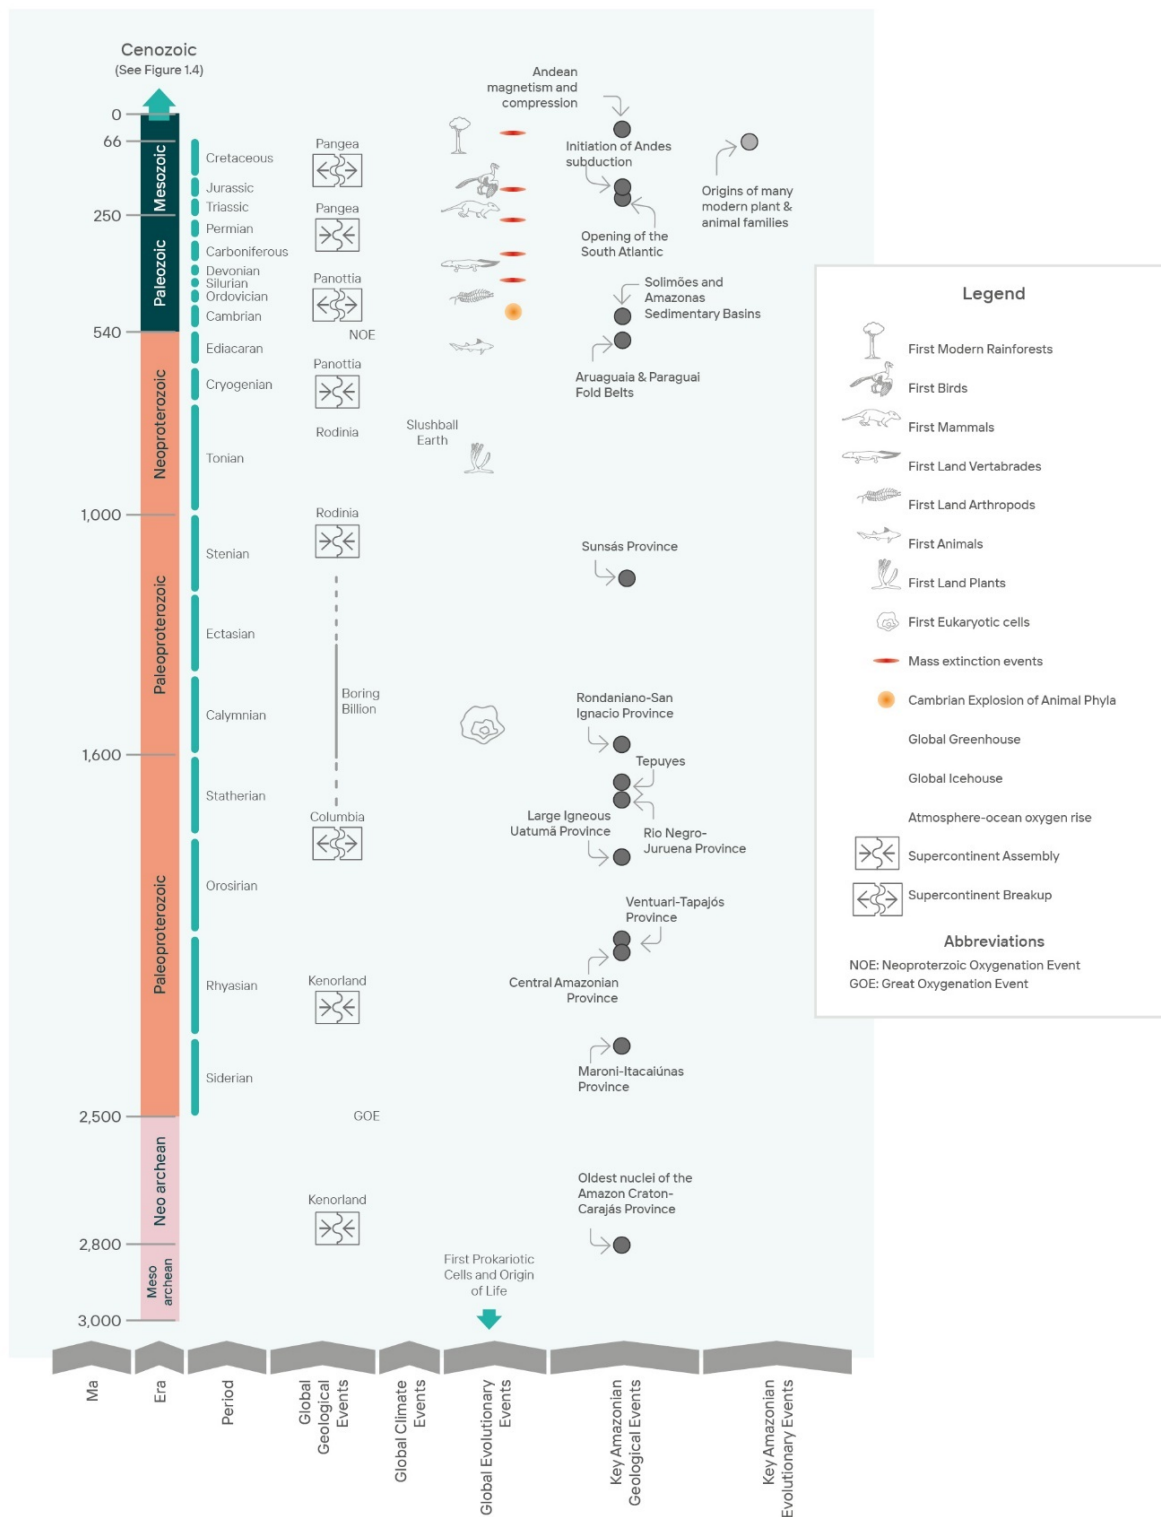 Cenozoic
(See Figure 1.4)
0
66
250
540
1,000
1,600
2,500
2,800
3,000
Mesozoic
Paleozoic
Neoproterozoic
Paleoproterozoic
Paleoproterozoic
Neo archean
Meso
archean
Cretaceous
Jurassic
Triassic
Permian
Carboniferous
Devonian
Silurian
Ordovician
Cambrian
Ediacaran
Cryogenian
Tonian
Stenian
Ectasian
Calymnian
Statherian
Orosirian
Rhyasian
Siderian
Pangea
Pangea
Panottia
NOE
Panottia
Rodinia
Rodinia
Boring
Billion
Columbia
Kenorland
GOE
Kenorland
Slushball
Earth
First Prokariotic
Cells and Origin
of Life
Andean
magnetism and
compression
Initiation of Andes
subduction
Opening of the
South Atlantic
Solimões and
Amazonas
Sedimentary Basins
Aruaguaia & Paraguai
Fold Belts
Sunsás Province
Rondaniano-San
Ignacio Province
Tepuyes
Large Igneous
Uatumã Province
Rio Negro-
Juruena Province
Ventuari-Tapajós
Province
Central Amazonian
Province
Maroni-Itacaiúnas
Province
Oldest nuclei of the
Amazon Craton-
Carajás Province
Origins of many
modern plant &
animal families
Legend
First Modern Rainforests
First Birds
First Mammals
First Land Vertabrades
First Land Arthropods
First Animals
First Land Plants
First Eukaryotic cells
Mass extinction events
Cambrian Explosion of Animal Phyla
Global Greenhouse
Global Icehouse
Atmosphere-ocean oxygen rise
Supercontinent Assembly
Supercontinent Breakup
Abbreviations
NOE: Neoproterzoic Oxygenation Event
GOE: Great Oxygenation Event
Ma
Era
Period
Global
Geological
Events
Global Climate
Events
Global Evolutionary
Events
Key Amazonian
Geological Events
Key Amazonian
Evolutionary Events